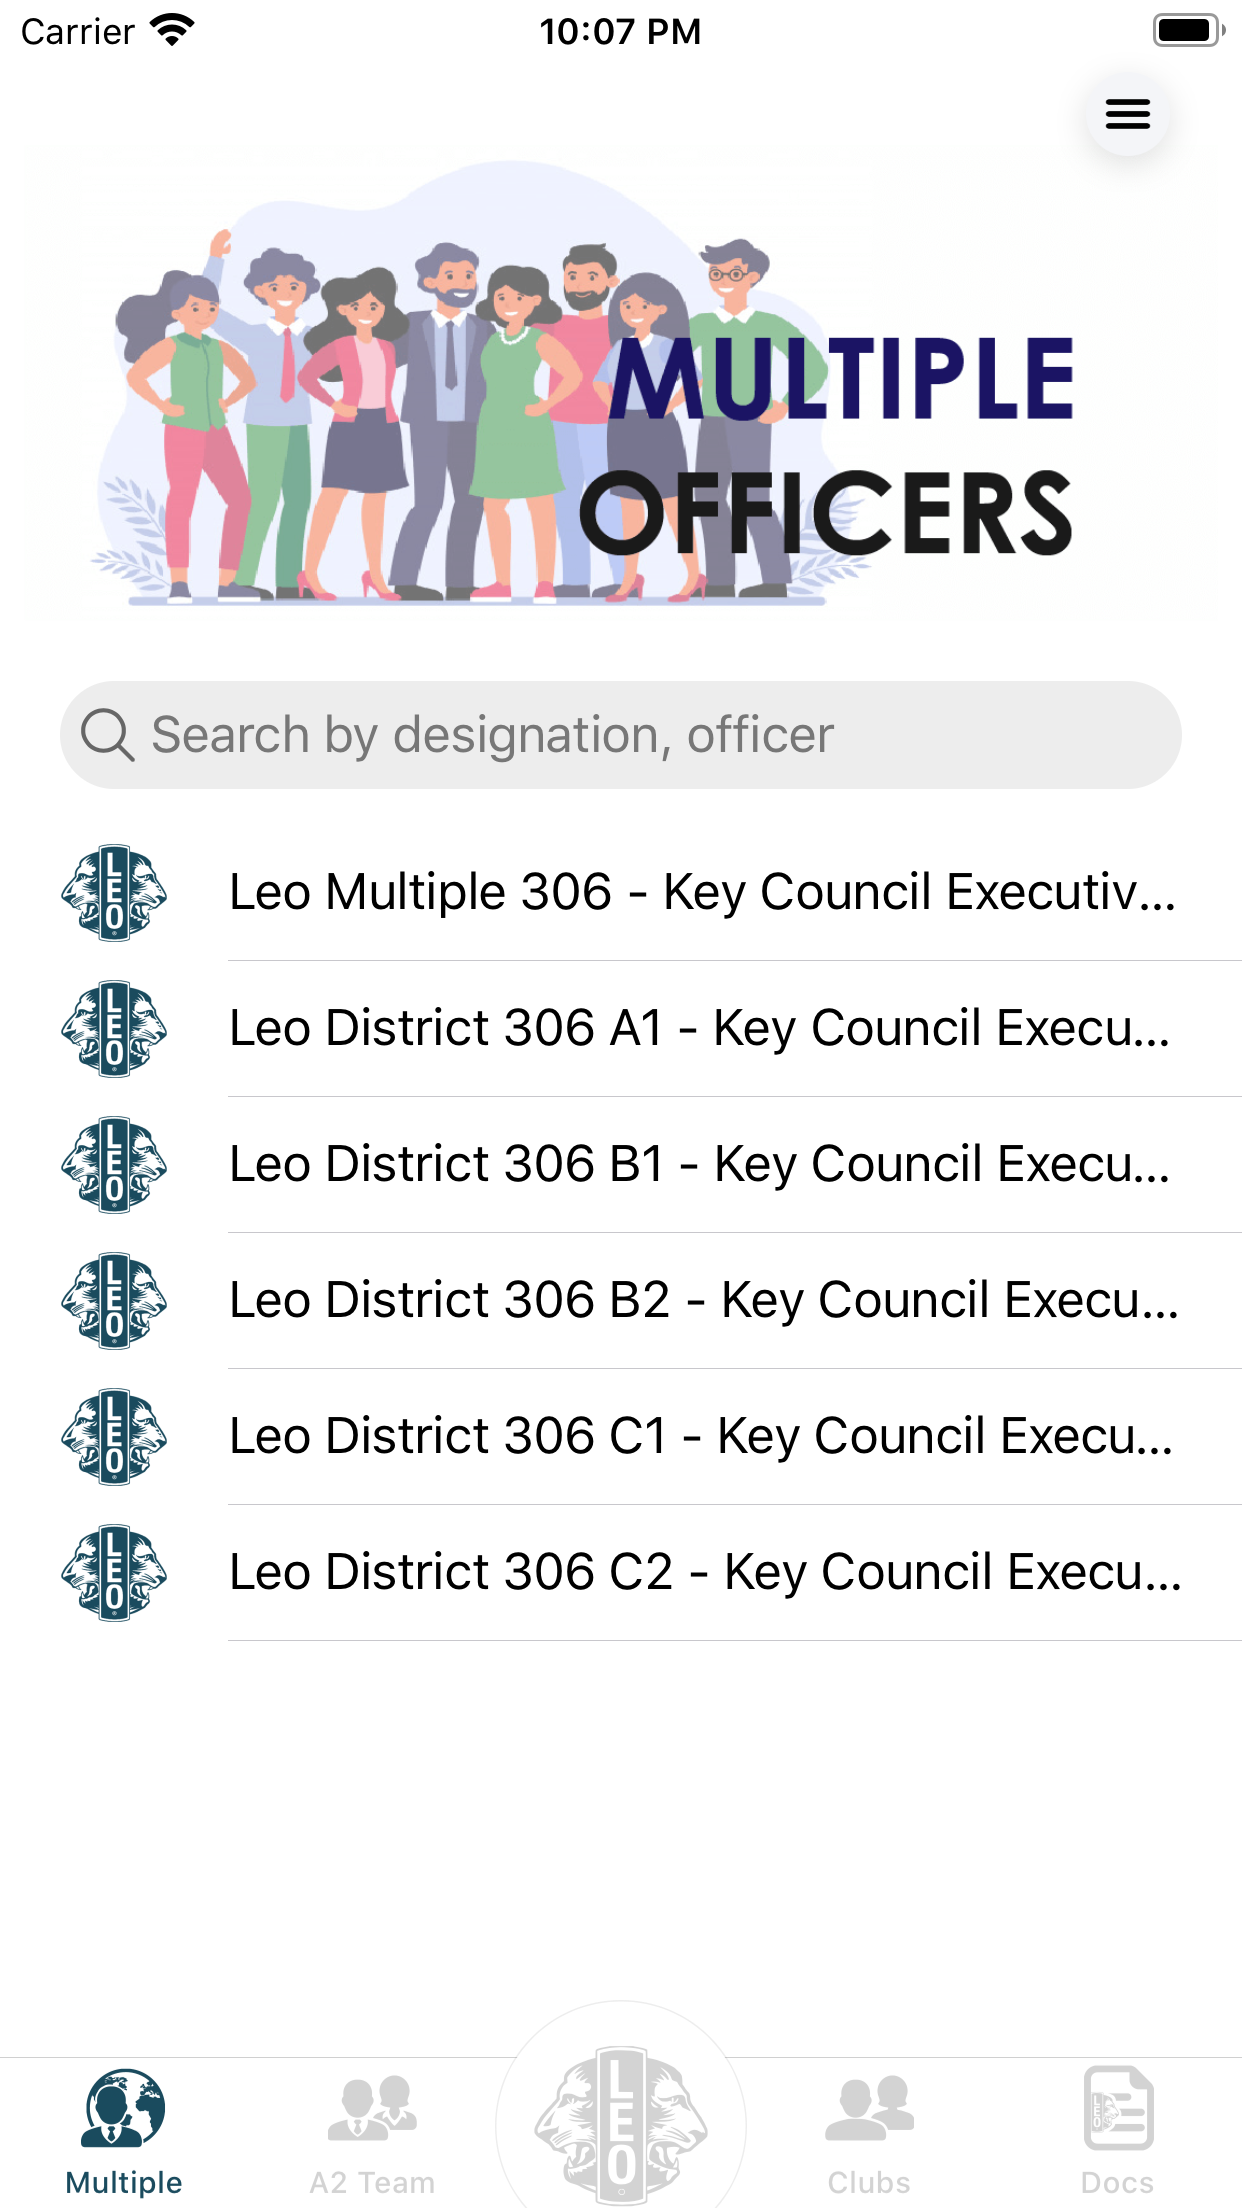 Carrier 10:07 PM
MULTIPLE
OFFICERS
Search by designation, officer
LEO Leo Multiple 306 - Key Council Executiv...
LEO Leo District 306 A1 - Key Council Execu...
LEO Leo District 306 B1 - Key Council Execu...
LEO Leo District 306 B2 - Key Council Execu...
LEO Leo District 306 C1 - Key Council Execu...
LEO Leo District 306 C2 - Key Council Execu...
LEO
LEO
Multiple A2 Team Clubs Docs